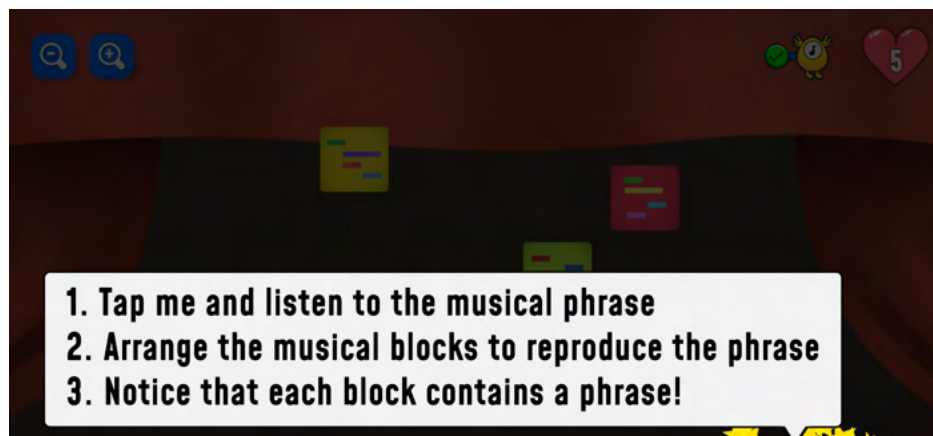 5
1. Tap me and listen to the musical phrase
2. Arrange the musical blocks to reproduce the phrase
3. Notice that each block contains a phrase!